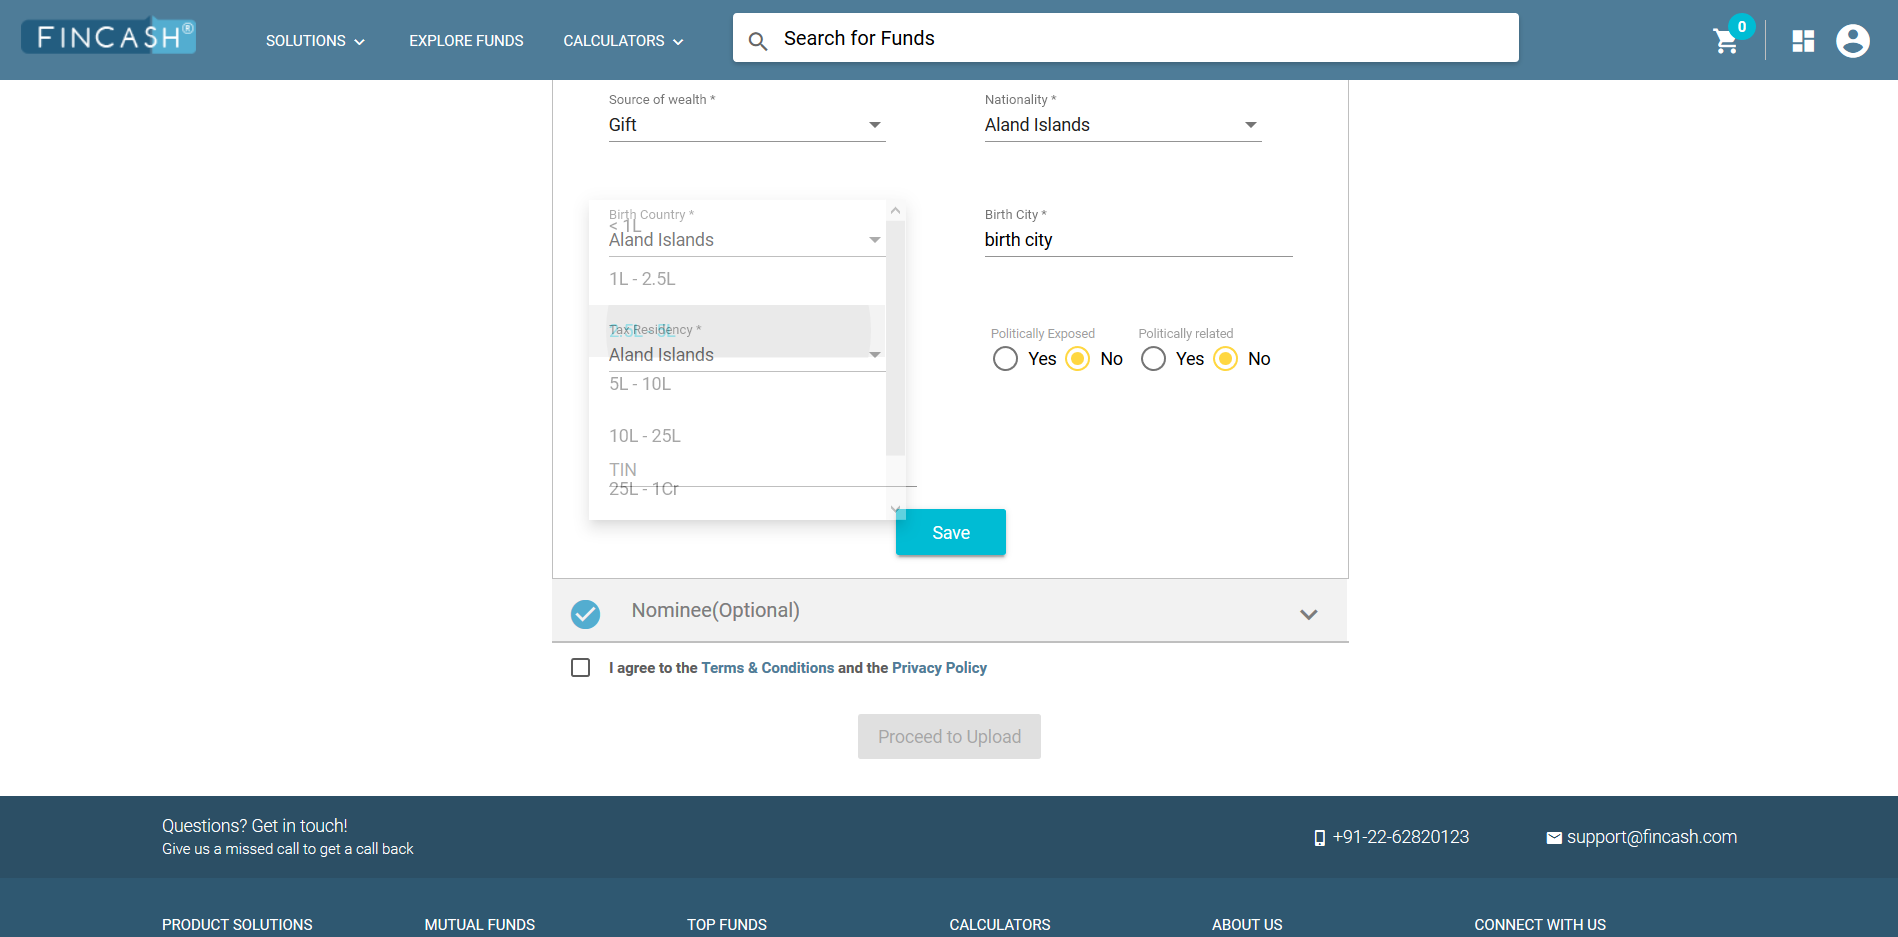 FINCASH®
SOLUTIONS
EXPLORE FUNDS
CALCULATORS
Search for Funds
0
Source of wealth *
Gift
Nationality *
Aland Islands
Birth Country *
< 1L
Aland Islands
Birth City *
birth city
1L - 2.5L
2.5L - 5L
Tax Residency *
Aland Islands
Politically Exposed
Yes
No
Politically related
Yes
No
5L - 10L
10L - 25L
TIN
25L - 1Cr
Save
Nominee(Optional)
I agree to the Terms & Conditions and the Privacy Policy
Proceed to Upload
Questions? Get in touch!
Give us a missed call to get a call back
+91-22-62820123
support@fincash.com
PRODUCT SOLUTIONS
MUTUAL FUNDS
TOP FUNDS
CALCULATORS
ABOUT US
CONNECT WITH US